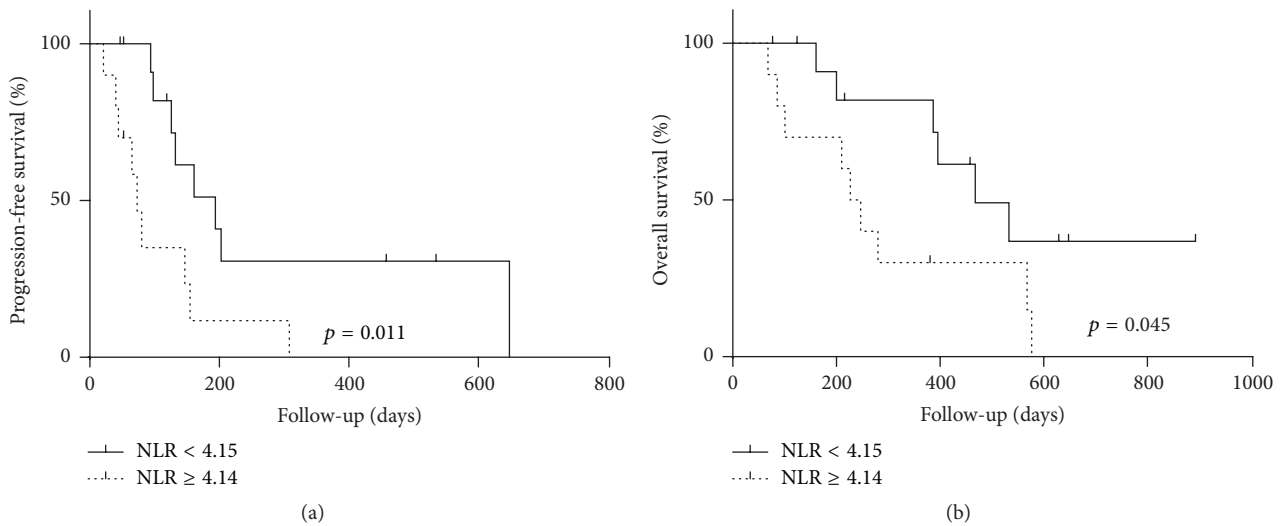 Progression-free survival (%)
100
50
0
p = 0.011
0 200 400 600 800
Follow-up (days)
NLR < 4.15
NLR ≥ 4.14
(a)
Overall survival (%)
100
50
0
p = 0.045
0 200 400 600 800 1000
Follow-up (days)
NLR < 4.15
NLR ≥ 4.14
(b)